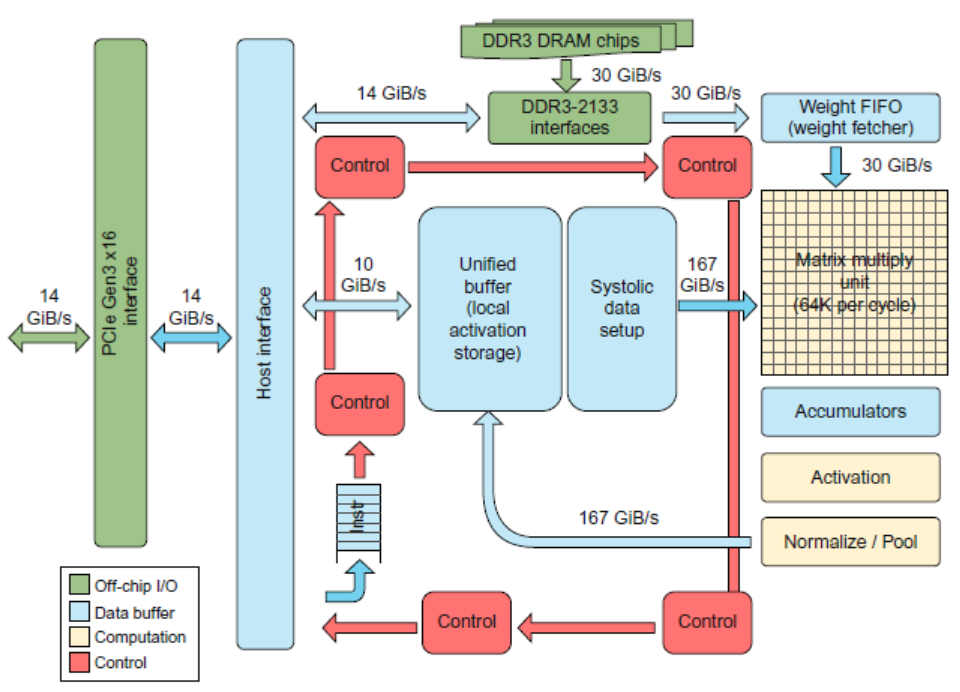 DDR3 DRAM chips
30 GiB/s
14 GiB/s
DDR3-2133
interfaces
30 GiB/s
Weight FIFO
(weight fetcher)
30 GiB/s
Control
Control
PCIe Gen3 x16
interface
Host interface
14
GiB/s
14
GiB/s
10
GiB/s
Unified
buffer
(local
activation
storage)
Systolic
data
setup
167
GiB/s
Matrix multiply
unit
(64K per cycle)
Control
Accumulators
Activation
Instr
167 GiB/s
Normalize / Pool
Off-chip I/O
Data buffer
Computation
Control
Control
Control